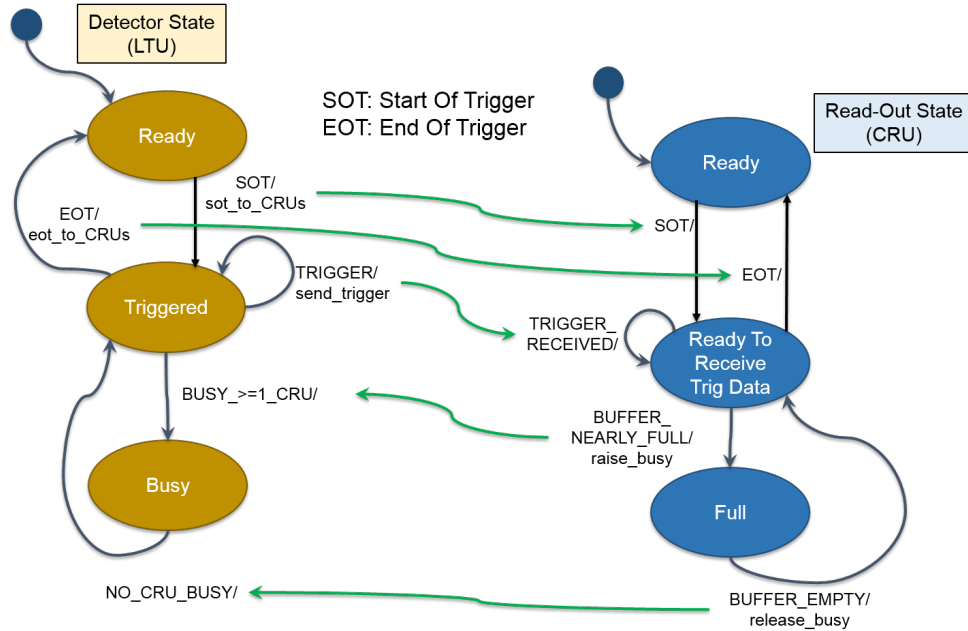 Detector State
(LTU)
SOT: Start Of Trigger
EOT: End Of Trigger
Read-Out State
(CRU)
Ready
Ready
SOT/
sot_to_CRUs
EOT/
eot_to_CRUs
SOT/
EOT/
TRIGGER/
send_trigger
Triggered
TRIGGER_
RECEIVED/
Ready To
Receive
Trig Data
BUSY_>=1_CRU/
BUFFER_
NEARLY_FULL/
raise_busy
Busy
Full
NO_CRU_BUSY/
BUFFER_EMPTY/
release_busy